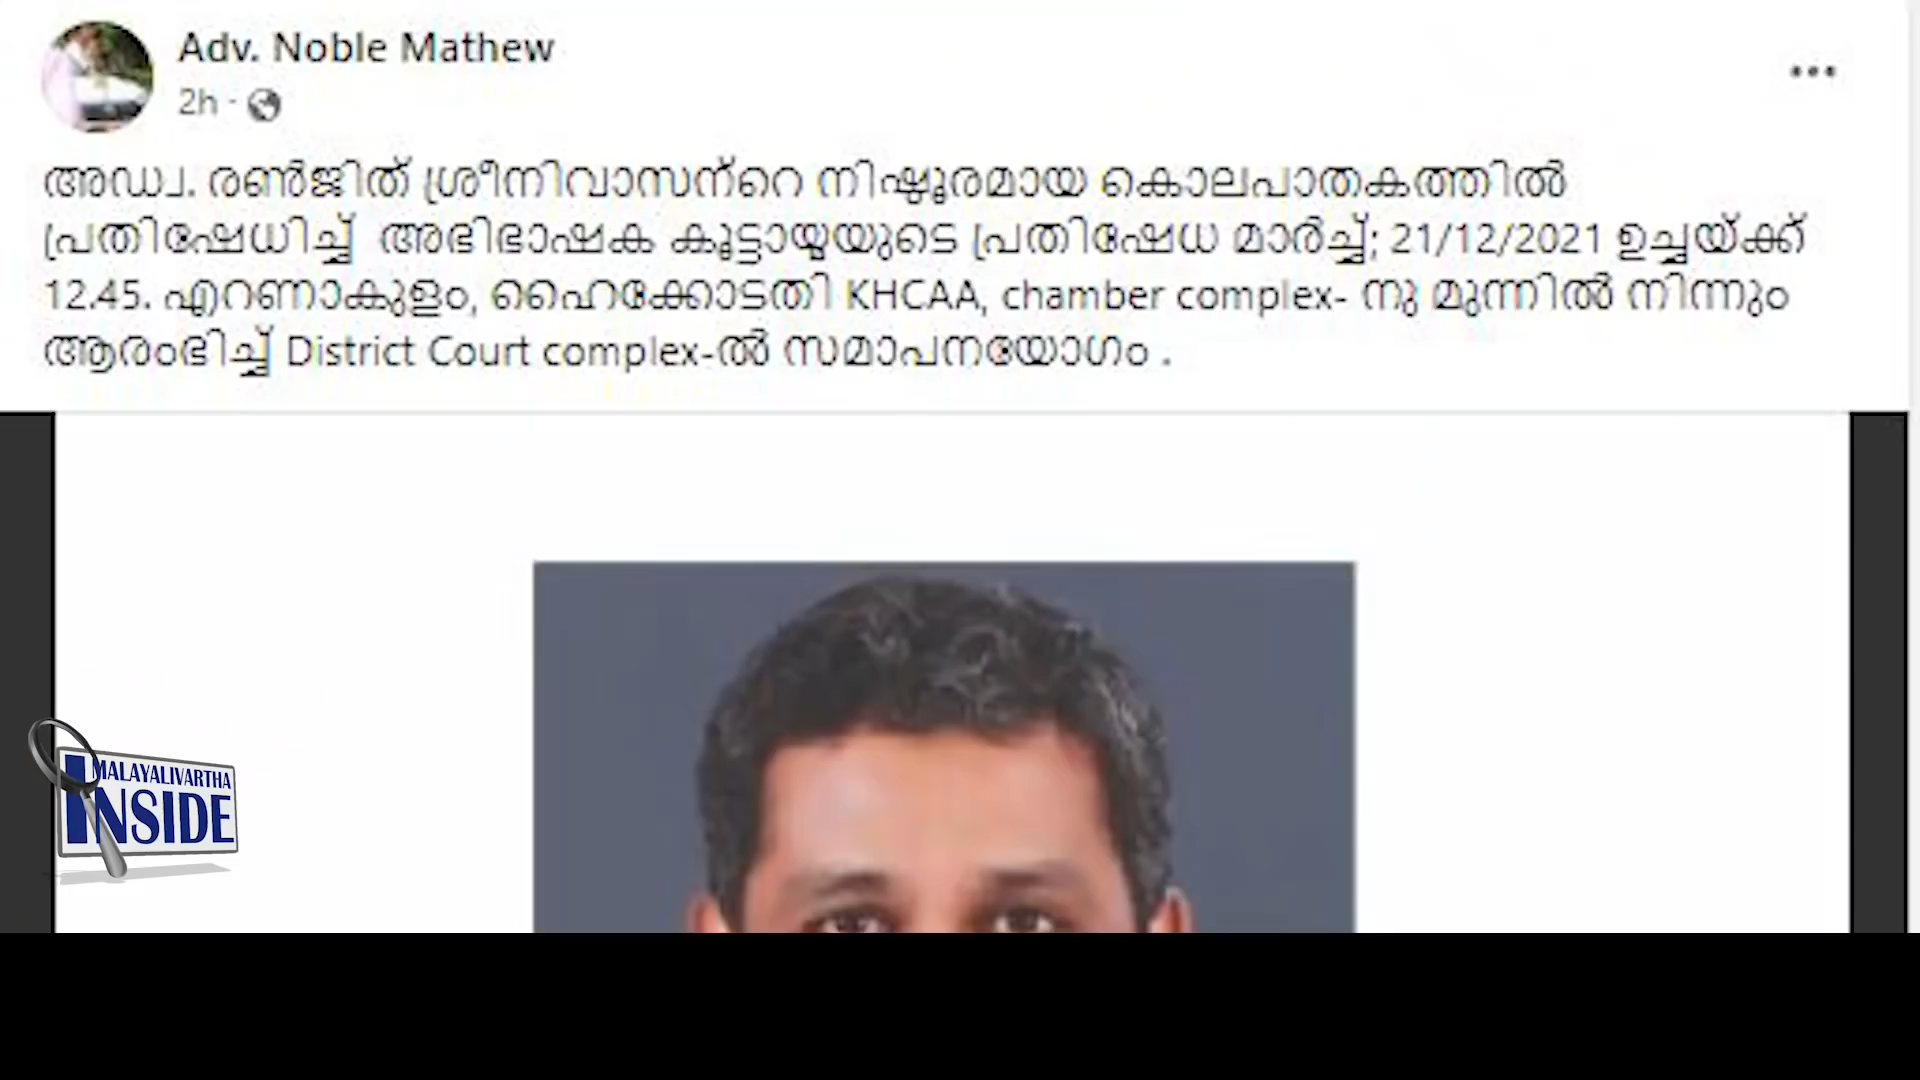 Adv. Noble Mathew
2h ·
അഡ്വ. രൺജിത് ശ്രീനിവാസന്റെ നിഷ്ഠൂരമായ കൊലപാതകത്തിൽ
പ്രതിഷേധിച്ച് അഭിഭാഷക കൂട്ടായ്മയുടെ പ്രതിഷേധ മാർച്ച്; 21/12/2021 ഉച്ചയ്ക്ക്
12.45. എറണാകുളം, ഹൈക്കോടതി KHCAA, chamber complex- നു മുന്നിൽ നിന്നും
ആരംഭിച്ച് District Court complex-ൽ സമാപനയോഗം .
MALAYALIVARTHA
INSIDE